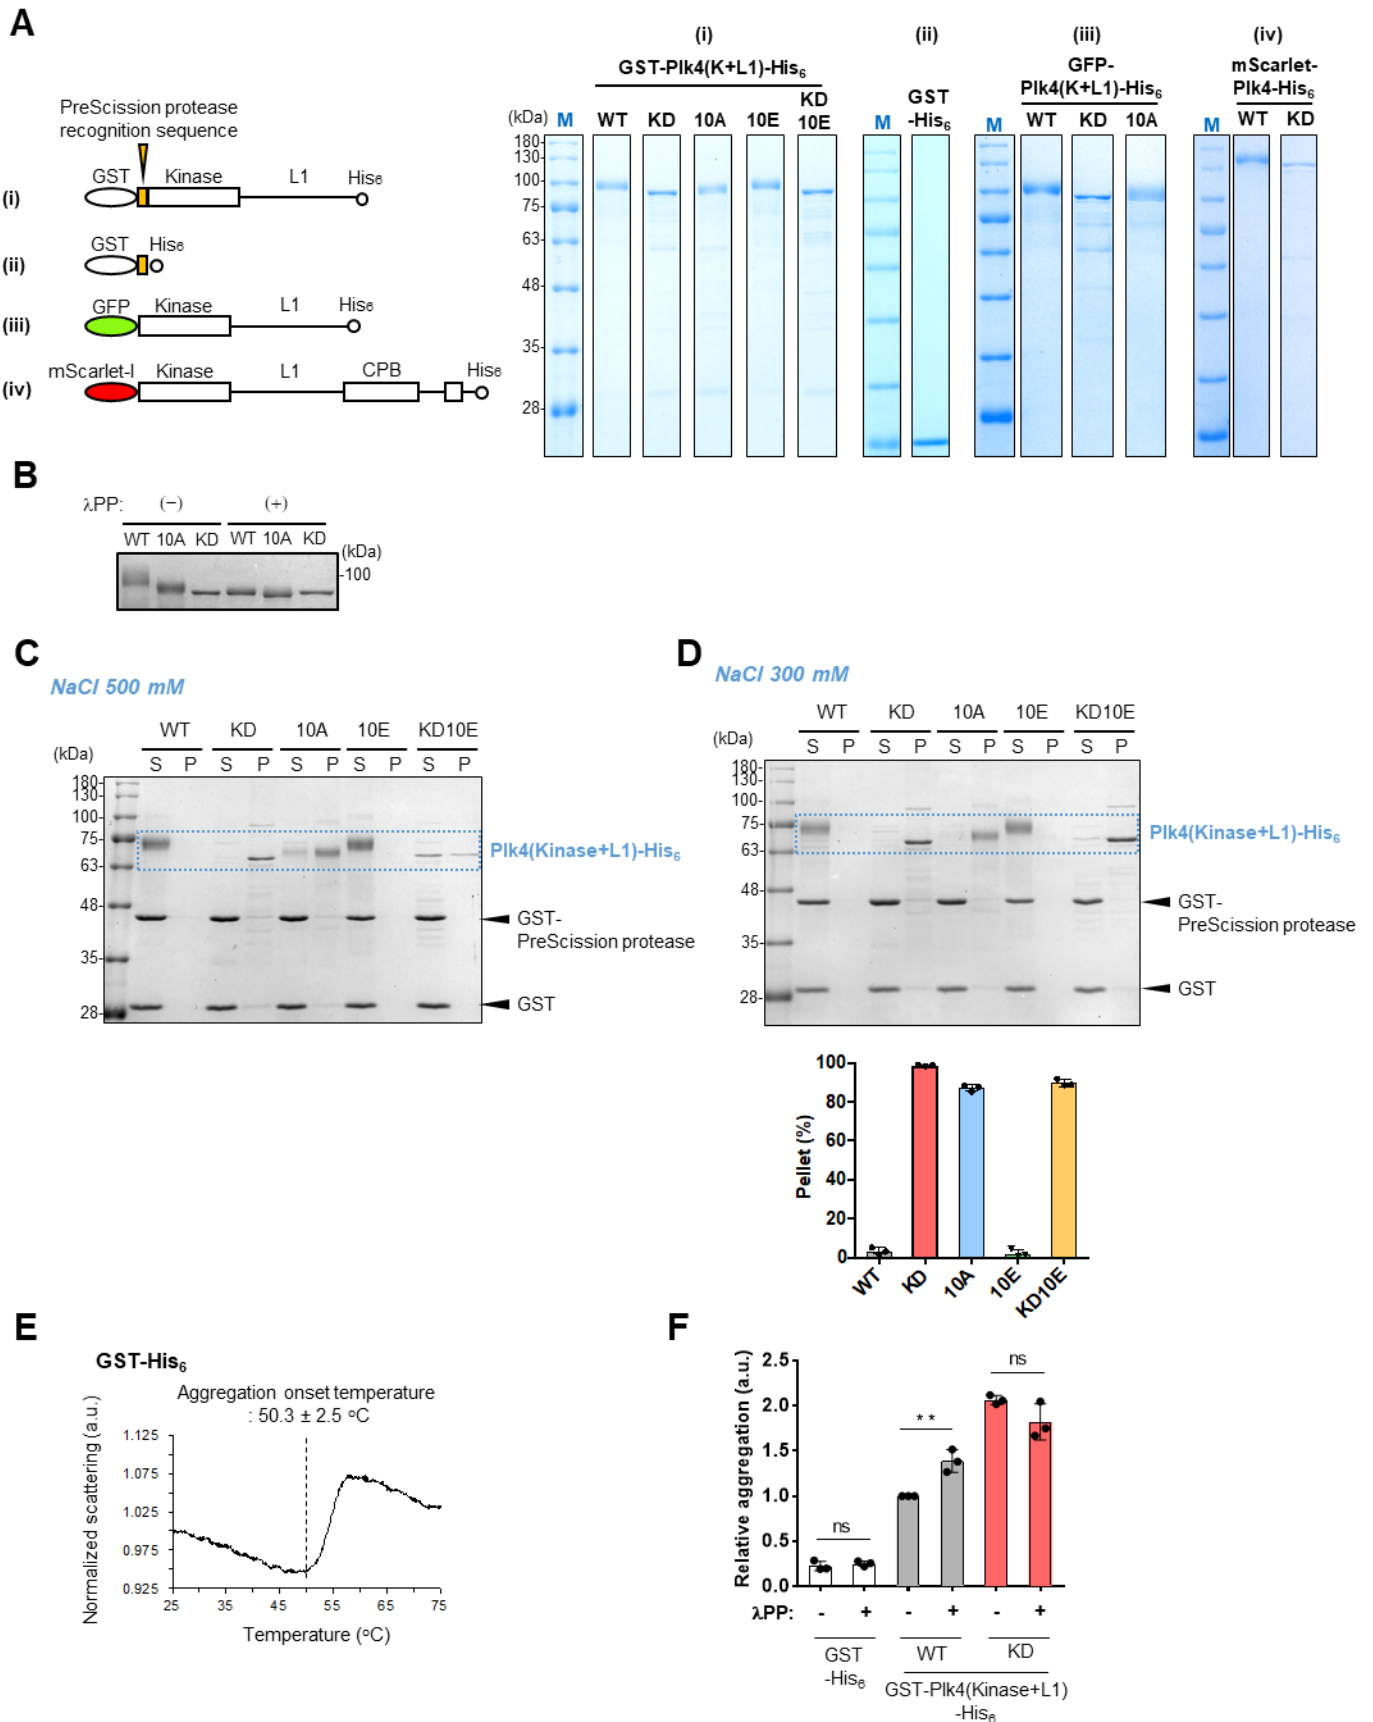 A
PreScission protease
recognition sequence
(i)
GST
Kinase
L1
His6
(ii)
GST
His6
(iii)
GFP
Kinase
L1
His6
(iv)
mScarlet-I
Kinase
L1
CPB
His6
(i)
GST-Plk4(K+L1)-His6
(kDa)
M
WT
KD
10A
10E
KD
10E
180-
130-
100-
75-
63-
48-
35-
28-
(ii)
GST
-His6
M
(iii)
GFP-
Plk4(K+L1)-His6
M
WT
KD
10A
(iv)
mScarlet-
Plk4-His6
M
WT
KD
B
λPP:
(−)
(+)
WT 10A KD WT 10A KD
(kDa)
-100
C
NaCl 500 mM
WT
KD
10A
10E
KD10E
(kDa)
S P S P S P S P S P
180-
130-
100-
75-
63-
48-
35-
28-
Plk4(Kinase+L1)-His6
GST-
PreScission protease
GST
D
NaCl 300 mM
WT
KD
10A
10E
KD10E
(kDa)
S P S P S P S P S P
180-
130-
100-
75-
63-
48-
35-
28-
Plk4(Kinase+L1)-His6
GST-
PreScission protease
GST
Pellet (%)
100
80
60
40
20
0
WT
KD
10A
10E
KD10E
E
GST-His6
Aggregation onset temperature
: 50.3 ± 2.5 oC
Normalized scattering (a.u.)
1.125
1.075
1.025
0.975
0.925
25 35 45 55 65 75
Temperature (oC)
F
Relative aggregation (a.u.)
2.5
2.0
1.5
1.0
0.5
0.0
ns
**
ns
λPP:
- + - + - +
GST
-His6
WT
KD
GST-Plk4(Kinase+L1)
-His6